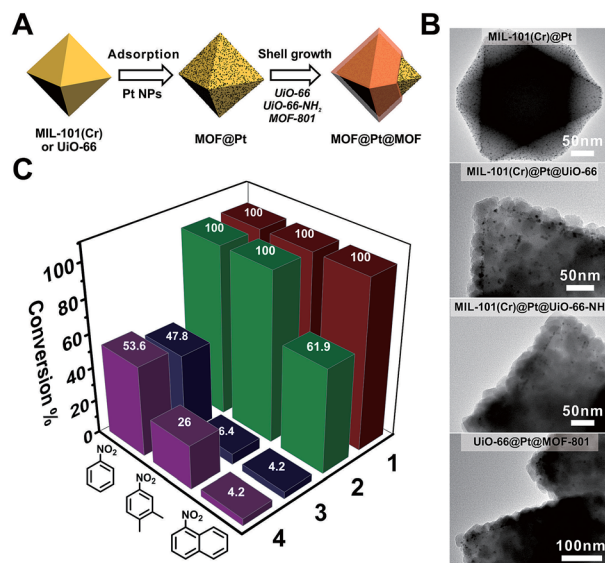 A
Adsorption
Pt NPs
Shell growth
UiO-66
UiO-66-NH2
MOF-801
MIL-101(Cr)
or UiO-66
MOF@Pt
MOF@Pt@MOF
B
MIL-101(Cr)@Pt
50nm
MIL-101(Cr)@Pt@UiO-66
50nm
MIL-101(Cr)@Pt@UiO-66-NH
50nm
UiO-66@Pt@MOF-801
100nm
C
Conversion %
100
80
60
40
20
0
100
100
100
100
100
61.9
47.8
6.4
4.2
53.6
26
4.2
1
2
3
4
NO2
NO2
NO2